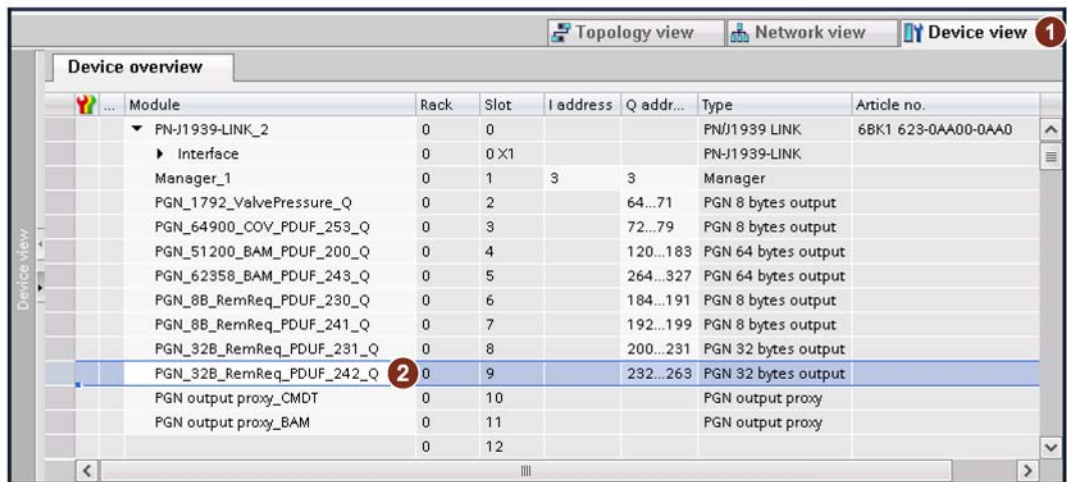 Topology view Network view Device view 1
Device overview
... Module Rack Slot I address Q addr... Type Article no.
PN-J1939-LINK_2 0 0 PN/J1939 LINK 6BK1 623-0AA00-0AA0
Interface 0 0 X1 PN-J1939-LINK
Manager_1 0 1 3 3 Manager
PGN_1792_ValvePressure_Q 0 2 64...71 PGN 8 bytes output
PGN_64900_COV_PDUF_253_Q 0 3 72...79 PGN 8 bytes output
PGN_51200_BAM_PDUF_200_Q 0 4 120...183 PGN 64 bytes output
PGN_62358_BAM_PDUF_243_Q 0 5 264...327 PGN 64 bytes output
PGN_8B_RemReq_PDUF_230_Q 0 6 184...191 PGN 8 bytes output
PGN_8B_RemReq_PDUF_241_Q 0 7 192...199 PGN 8 bytes output
PGN_32B_RemReq_PDUF_231_Q 0 8 200...231 PGN 32 bytes output
PGN_32B_RemReq_PDUF_242_Q 2 0 9 232...263 PGN 32 bytes output
PGN output proxy_CMDT 0 10 PGN output proxy
PGN output proxy_BAM 0 11 PGN output proxy
0 12
Device view